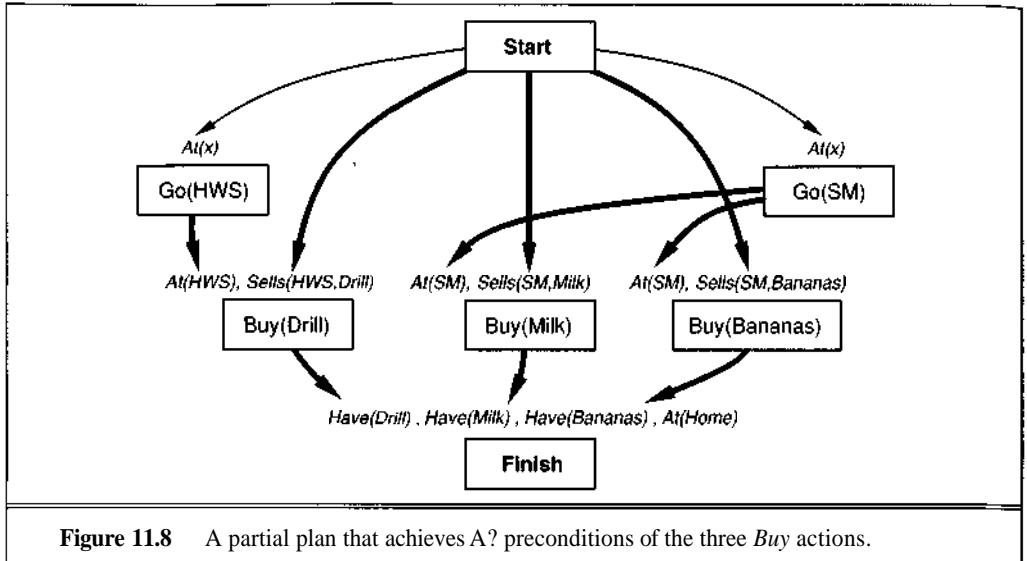 Start
At(x) At(x)
Go(HWS) Go(SM)
At(HWS), Sells(HWS,Drill) At(SM), Sells(SM,Milk) At(SM), Sells(SM,Bananas)
Buy(Drill) Buy(Milk) Buy(Bananas)
Have(Drill) , Have(Milk) , Have(Bananas) , At(Home)
Finish
Figure 11.8 A partial plan that achieves A? preconditions of the three Buy actions.